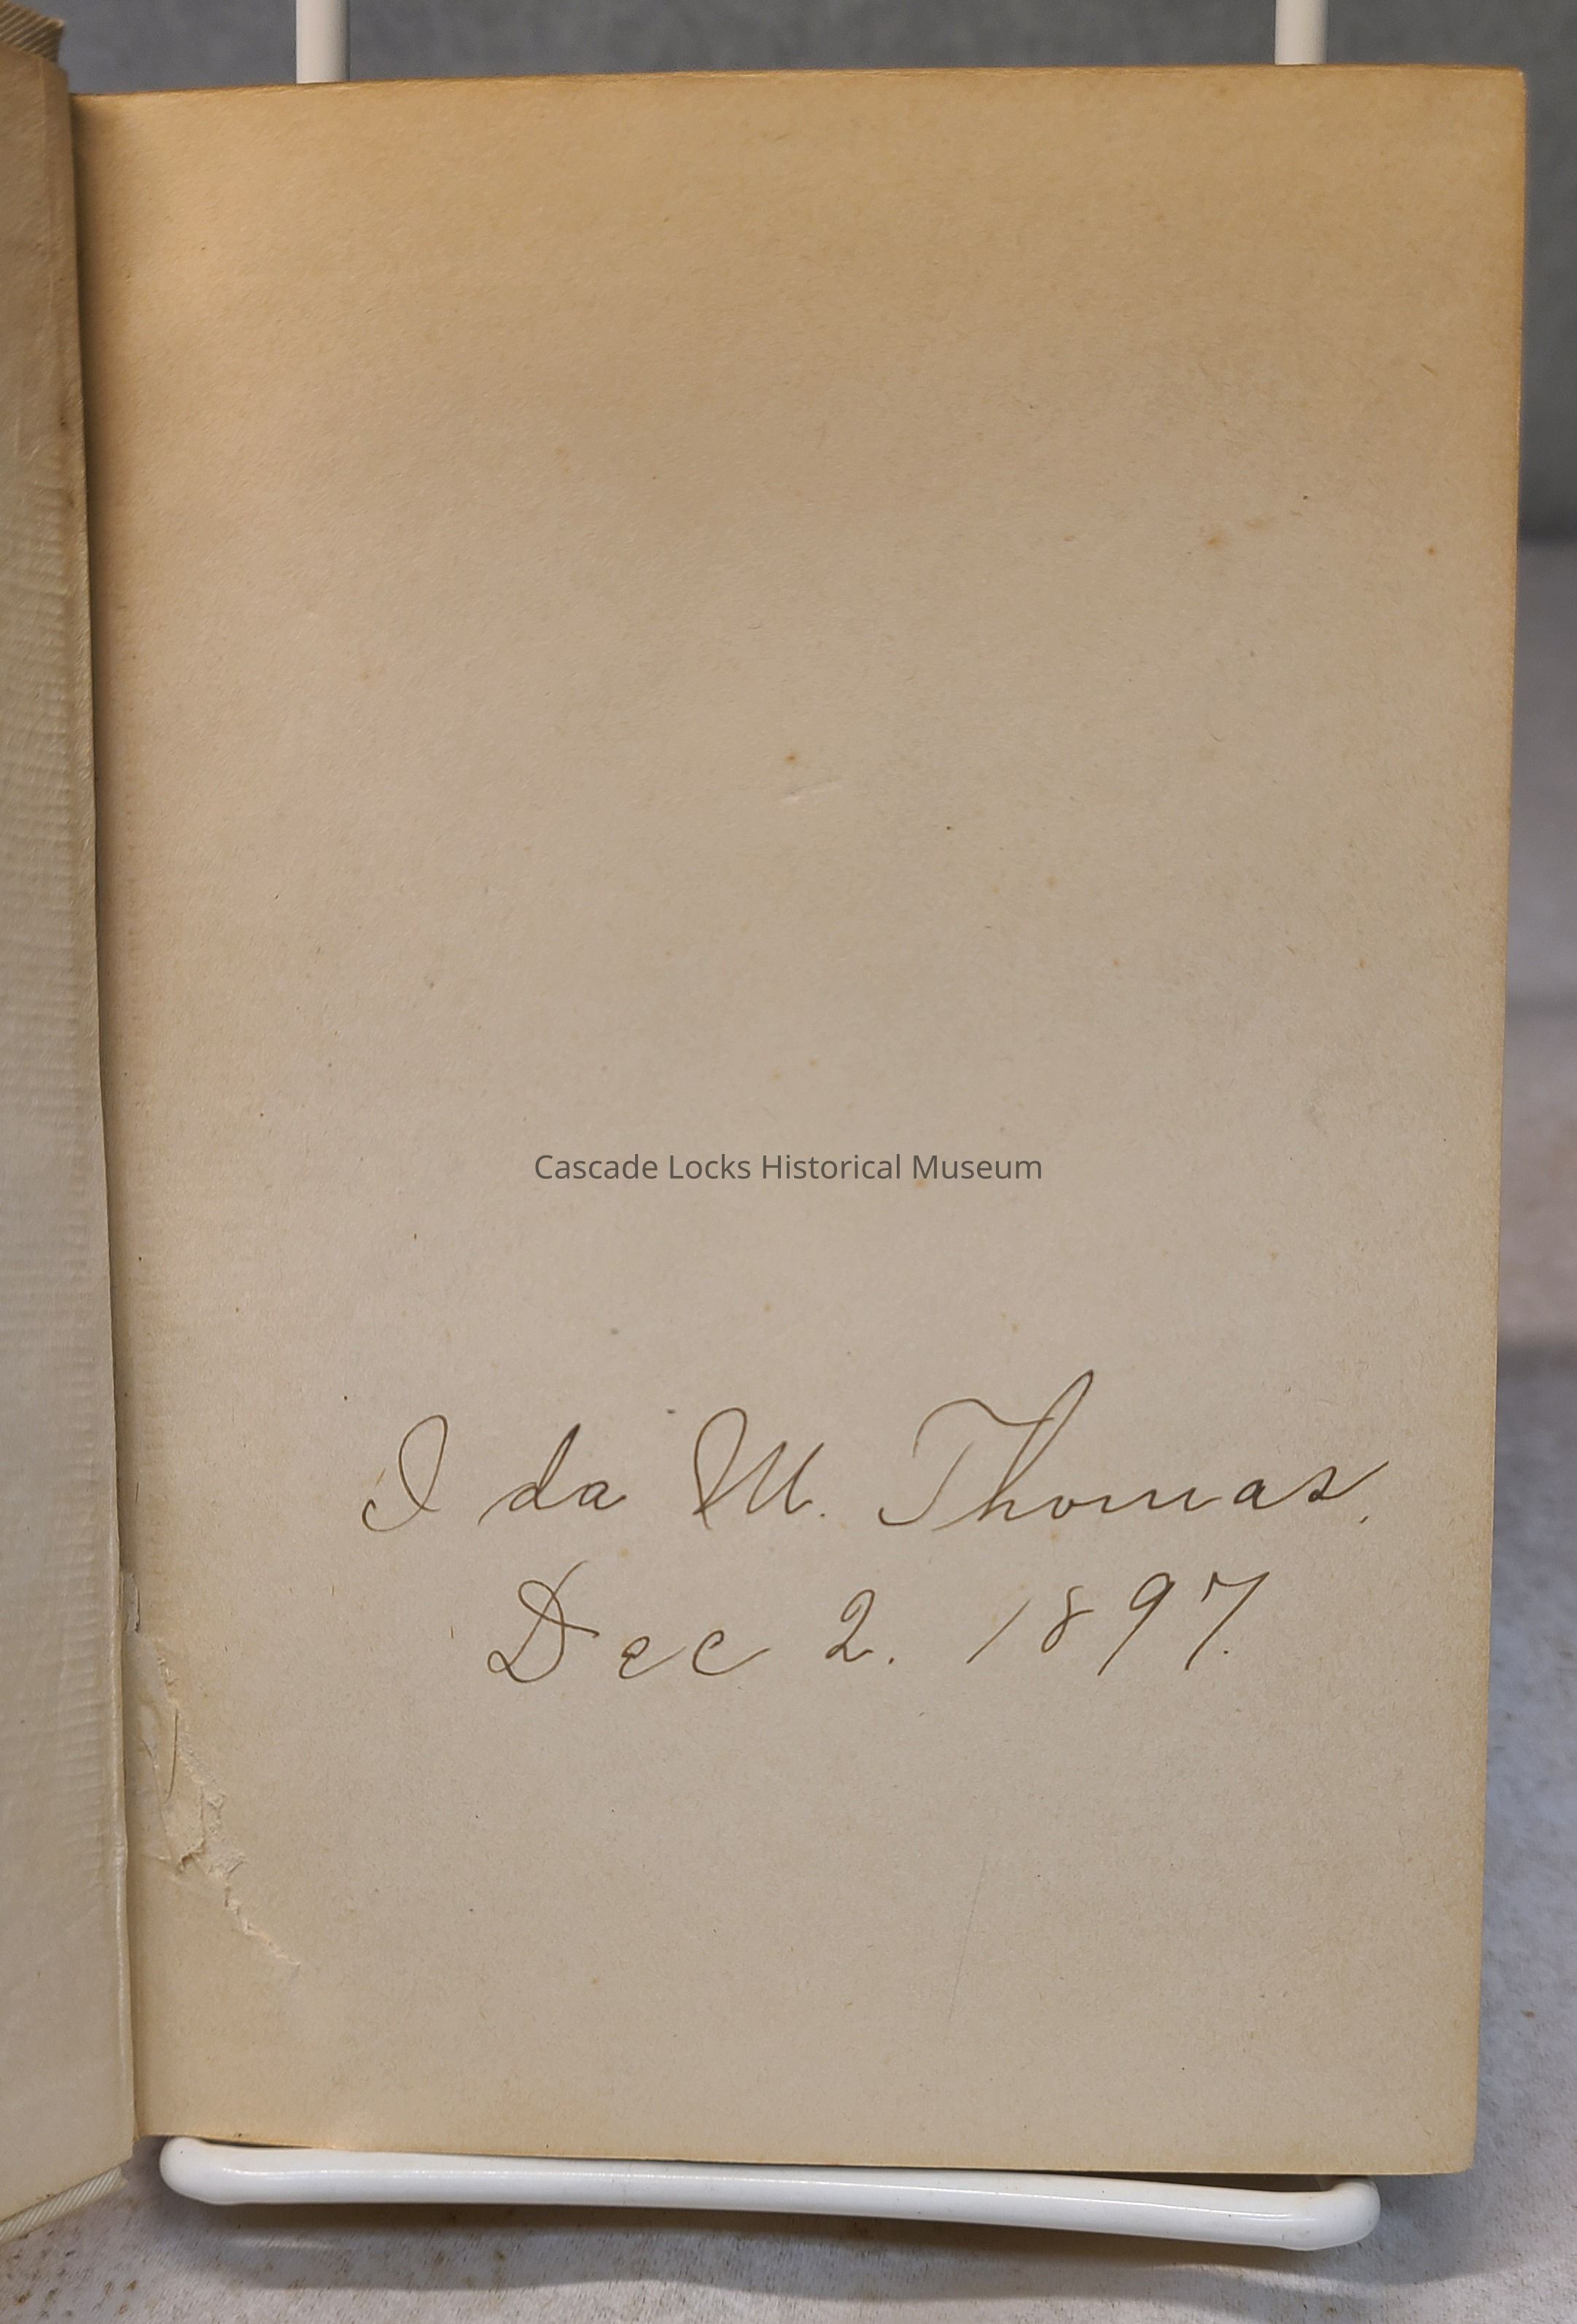 Cascade Locks Historical Museum
Ida M. Thomas.
Dec 2. 1897.